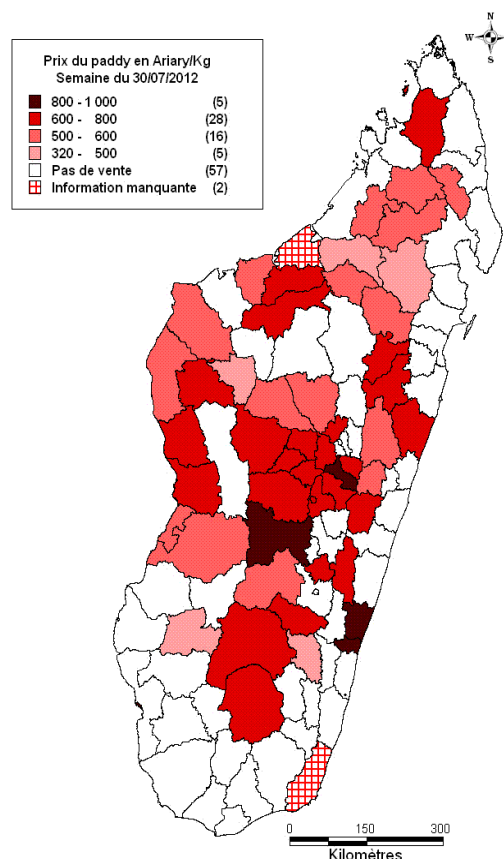 Prix du paddy en Ariary/Kg
Semaine du 30/07/2012
800 - 1 000 (5)
600 - 800 (28)
500 - 600 (16)
320 - 500 (5)
Pas de vente (57)
Information manquante (2)
N
W E
S
0 150 300
Kilomètres